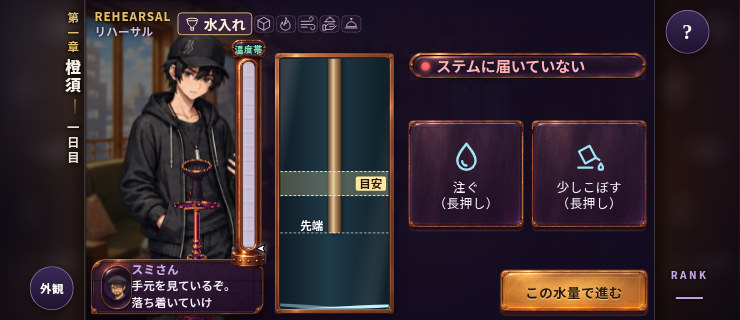 第一章 橙須 — 一日目
REHEARSAL
リハーサル
水入れ
温度帯
目安
先端
ステムに届いていない
?
注ぐ
(長押し)
少しこぼす
(長押し)
この水量で進む
RANK
—
外観
スミさん
手元を見ているぞ。
落ち着いていけ